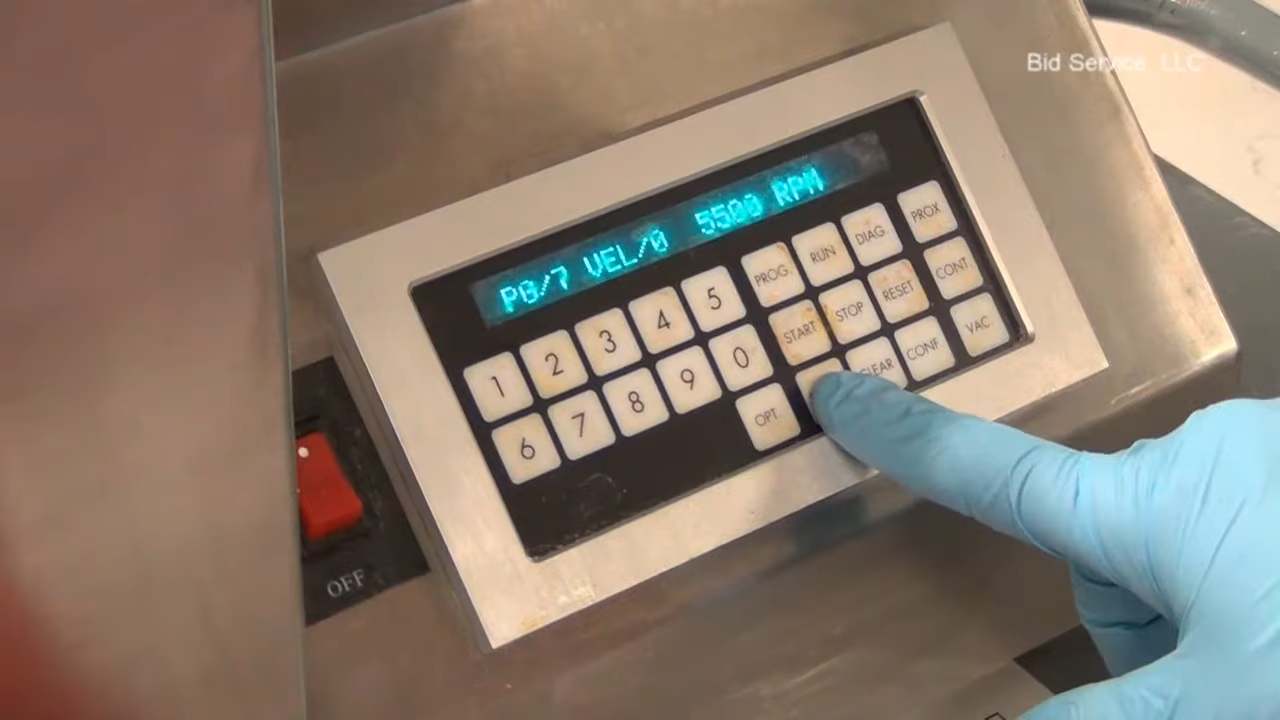 Bid Service, LLC
PG/7 VEL/0 5500 RPM
1 2 3 4 5 PROG. RUN DIAG. PROX
6 7 8 9 0 START STOP RESET CONT.
OPT. CLEAR CONF. VAC
OFF